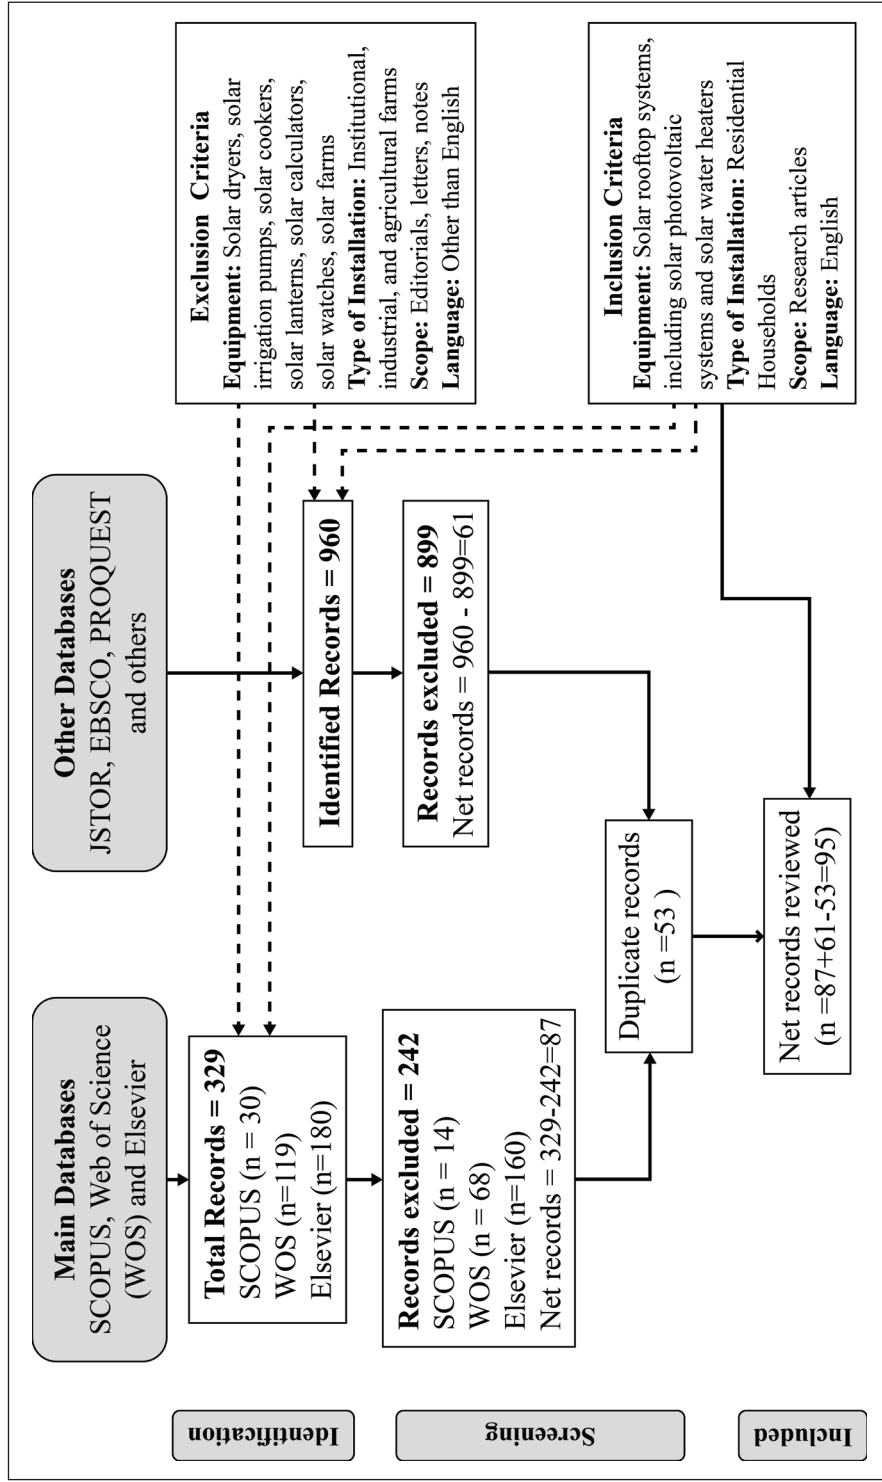 Main Databases
SCOPUS, Web of Science
(WOS) and Elsevier
Other Databases
JSTOR, EBSCO, PROQUEST
and others
Identification
Total Records = 329
SCOPUS (n = 30)
WOS (n=119)
Elsevier (n=180)
Identified Records = 960
Exclusion Criteria
Equipment: Solar dryers, solar
irrigation pumps, solar cookers,
solar lanterns, solar calculators,
solar watches, solar farms
Type of Installation: Institutional,
industrial, and agricultural farms
Scope: Editorials, letters, notes
Language: Other than English
Screening
Records excluded = 242
SCOPUS (n = 14)
WOS (n = 68)
Elsevier (n=160)
Net records = 329-242=87
Records excluded = 899
Net records = 960 - 899=61
Duplicate records
(n =53 )
Inclusion Criteria
Equipment: Solar rooftop systems,
including solar photovoltaic
systems and solar water heaters
Type of Installation: Residential
Households
Scope: Research articles
Language: English
Included
Net records reviewed
(n =87+61-53=95)